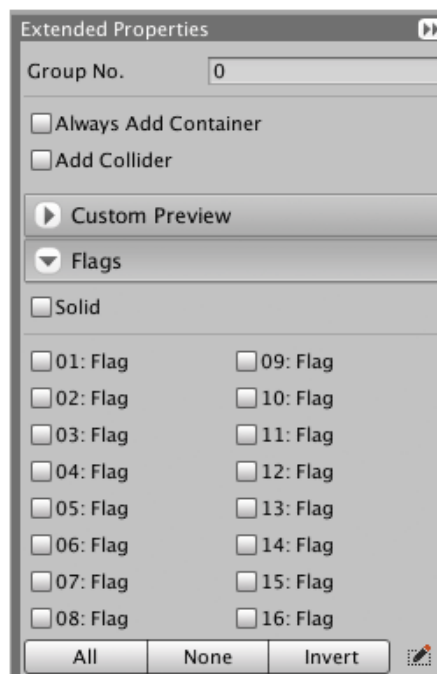 Extended Properties
Group No. 0
Always Add Container
Add Collider
Custom Preview
Flags
Solid
01: Flag 09: Flag
02: Flag 10: Flag
03: Flag 11: Flag
04: Flag 12: Flag
05: Flag 13: Flag
06: Flag 14: Flag
07: Flag 15: Flag
08: Flag 16: Flag
All None Invert